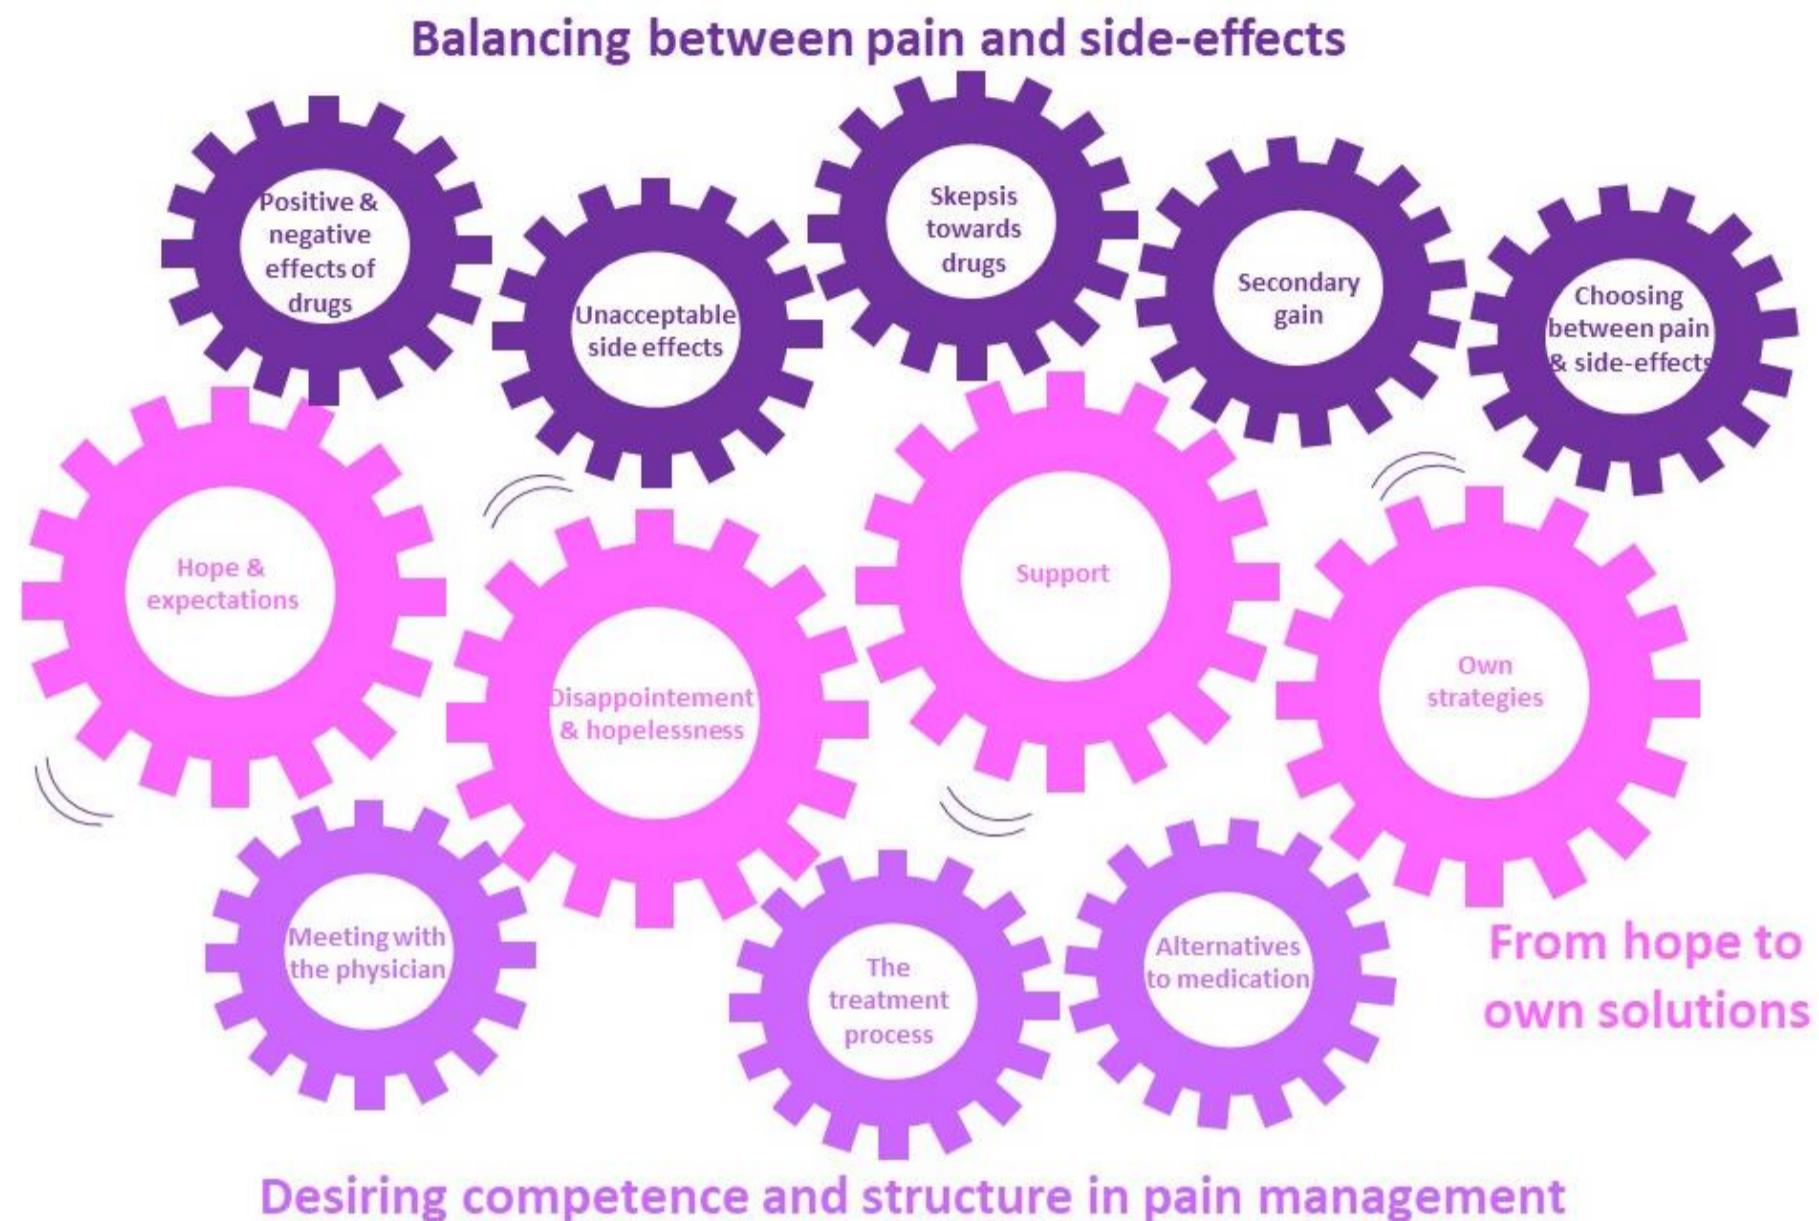 Balancing between pain and side-effects
Positive &
negative
effects of
drugs
Unacceptable
side effects
Skepsis
towards
drugs
Secondary
gain
Choosing
between pain
& side-effects
Hope &
expectations
Disappointement
& hopelessness
Support
Own
strategies
Meeting with
the physician
The
treatment
process
Alternatives
to medication
From hope to
own solutions
Desiring competence and structure in pain management